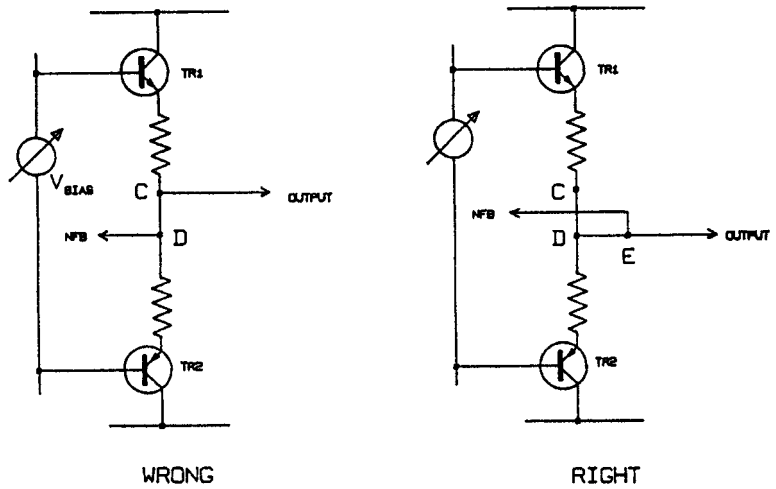 TR1
V BIAS
C
OUTPUT
NFB
D
TR2
WRONG
TR1
C
NFB
D
E
OUTPUT
TR2
RIGHT